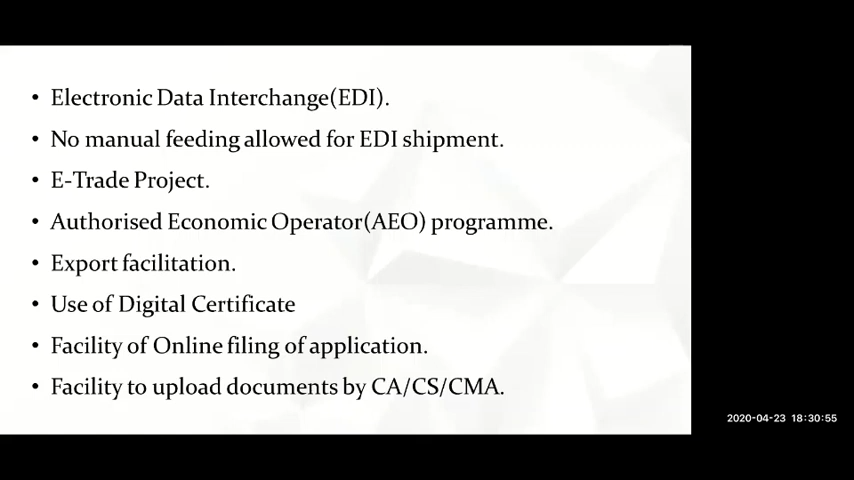 • Electronic Data Interchange(EDI).
• No manual feeding allowed for EDI shipment.
• E-Trade Project.
• Authorised Economic Operator(AEO) programme.
• Export facilitation.
• Use of Digital Certificate
• Facility of Online filing of application.
• Facility to upload documents by CA/CS/CMA.
2020-04-23 18:30:55